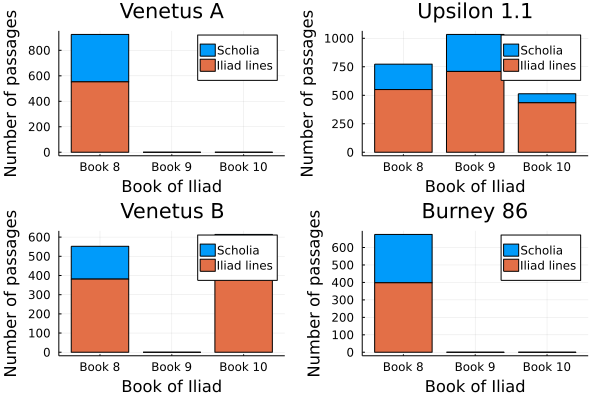 Venetus A
Number of passages
800
600
400
200
0
Scholia
Iliad lines
Book 8 Book 9 Book 10
Book of Iliad
Upsilon 1.1
Number of passages
1000
750
500
250
0
Scholia
Iliad lines
Book 8 Book 9 Book 10
Book of Iliad
Venetus B
Number of passages
600
500
400
300
200
100
0
Scholia
Iliad lines
Book 8 Book 9 Book 10
Book of Iliad
Burney 86
Number of passages
600
500
400
300
200
100
0
Scholia
Iliad lines
Book 8 Book 9 Book 10
Book of Iliad